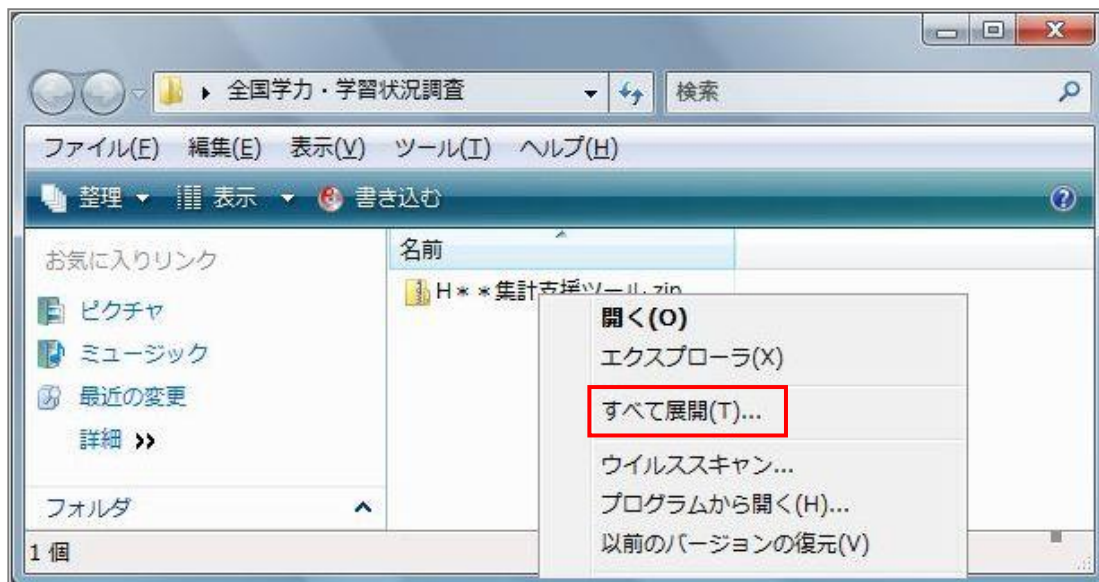 全国学力・学習状況調査
検索
ファイル(F) 編集(E) 表示(V) ツール(T) ヘルプ(H)
整理 表示 書き込む
お気に入りリンク
ピクチャ
ミュージック
最近の変更
詳細 >>
フォルダ
名前
H＊＊集計支援ツール.zip
開く(O)
エクスプローラ(X)
すべて展開(T)...
ウイルススキャン...
プログラムから開く(H)...
以前のバージョンの復元(V)
1 個